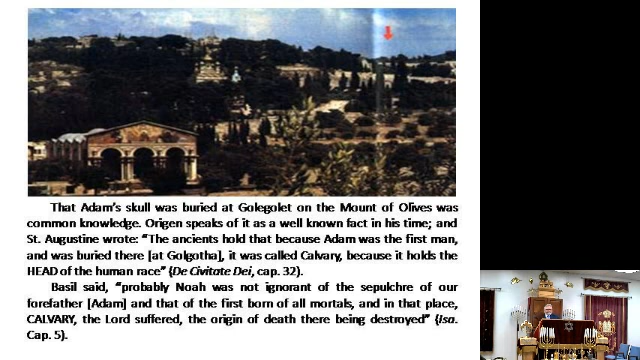 That Adam's skull was buried at Golegolet on the Mount of Olives was
common knowledge. Origen speaks of it as a well known fact in his time; and
St. Augustine wrote: "The ancients hold that because Adam was the first man,
and was buried there [at Golgotha], it was called Calvary, because it holds the
HEAD of the human race" (De Civitate Dei, cap. 32).
Basil said, "probably Noah was not ignorant of the sepulchre of our
forefather [Adam] and that of the first born of all mortals, and in that place,
CALVARY, the Lord suffered, the origin of death there being destroyed" (Isa.
Cap. 5).